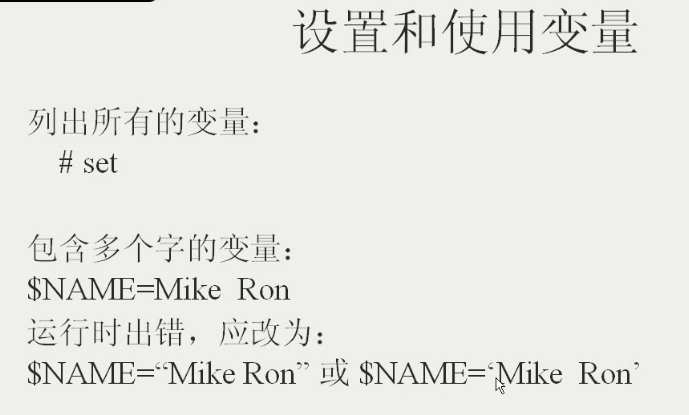 设置和使用变量
列出所有的变量：
# set
包含多个字的变量：
$NAME=Mike  Ron
运行时出错，应改为：
$NAME=“Mike Ron” 或 $NAME=‘Mike  Ron’